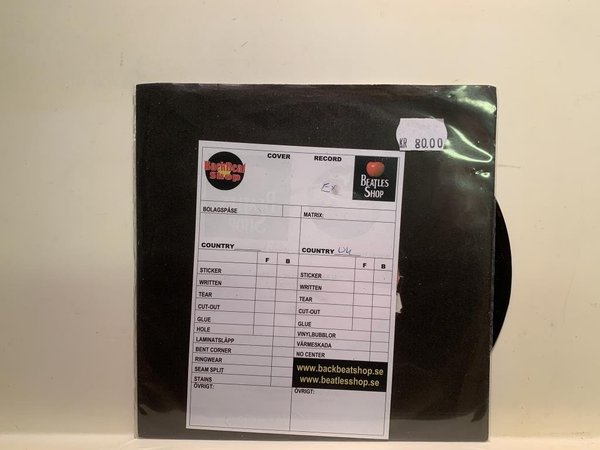 KR 80.00
COVER RECORD
BackBeat Shop
EX
BEATLES
SHOP
BOLAGSPÅSE MATRIX:
COUNTRY COUNTRY UK
F B F B
STICKER STICKER
WRITTEN WRITTEN
TEAR TEAR
CUT-OUT CUT-OUT
GLUE GLUE
HOLE VINYLBUBBLOR
LAMINATSLÄPP VÄRMESKADA
BENT CORNER NO CENTER
RINGWEAR
SEAM SPLIT
STAINS
www.backbeatshop.se
www.beatlesshop.se
ÖVRIGT: ÖVRIGT: